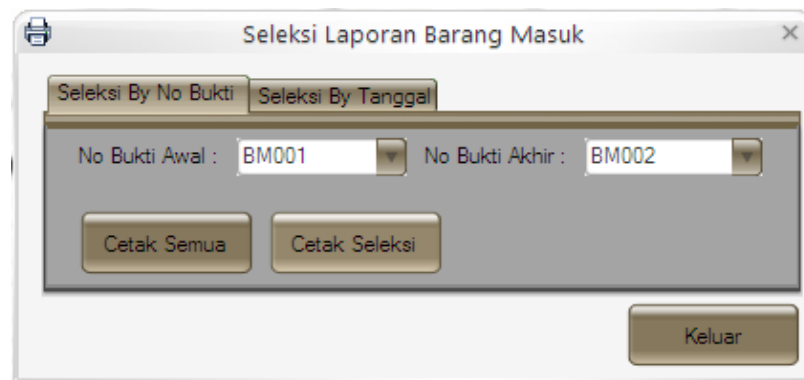 Seleksi Laporan Barang Masuk
Seleksi By No Bukti Seleksi By Tanggal
No Bukti Awal : BM001 No Bukti Akhir : BM002
Cetak Semua Cetak Seleksi
Keluar